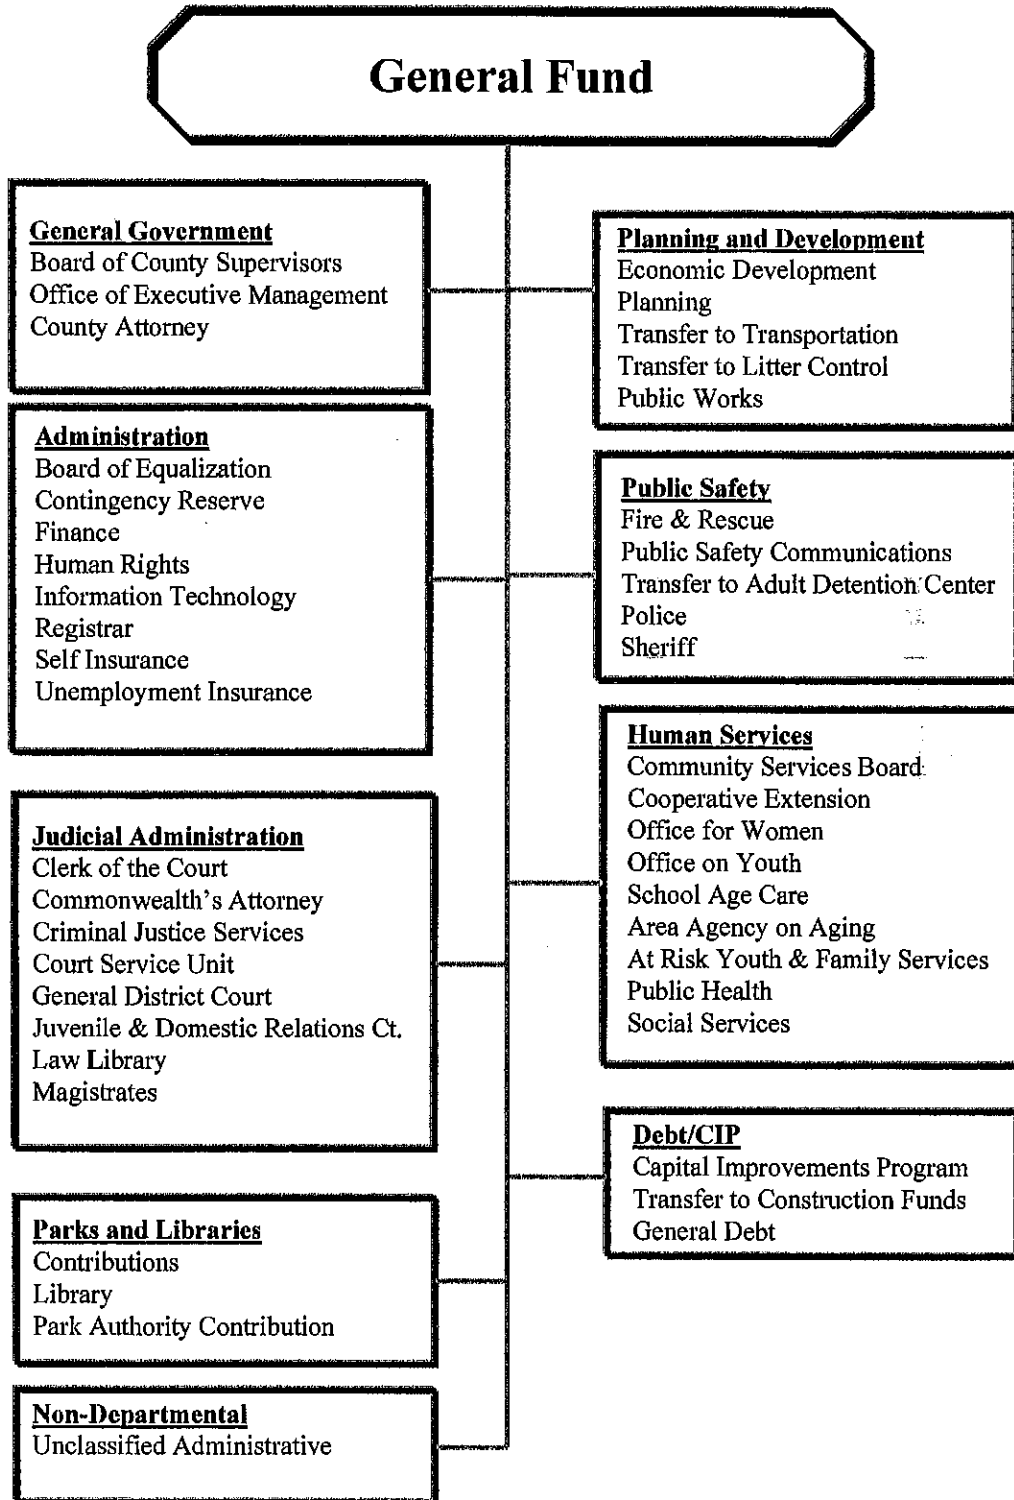 General Fund
General Government
Board of County Supervisors
Office of Executive Management
County Attorney
Administration
Board of Equalization
Contingency Reserve
Finance
Human Rights
Information Technology
Registrar
Self Insurance
Unemployment Insurance
Judicial Administration
Clerk of the Court
Commonwealth's Attorney
Criminal Justice Services
Court Service Unit
General District Court
Juvenile & Domestic Relations Ct.
Law Library
Magistrates
Parks and Libraries
Contributions
Library
Park Authority Contribution
Non-Departmental
Unclassified Administrative
Planning and Development
Economic Development
Planning
Transfer to Transportation
Transfer to Litter Control
Public Works
Public Safety
Fire & Rescue
Public Safety Communications
Transfer to Adult Detention Center
Police
Sheriff
Human Services
Community Services Board
Cooperative Extension
Office for Women
Office on Youth
School Age Care
Area Agency on Aging
At Risk Youth & Family Services
Public Health
Social Services
Debt/CIP
Capital Improvements Program
Transfer to Construction Funds
General Debt